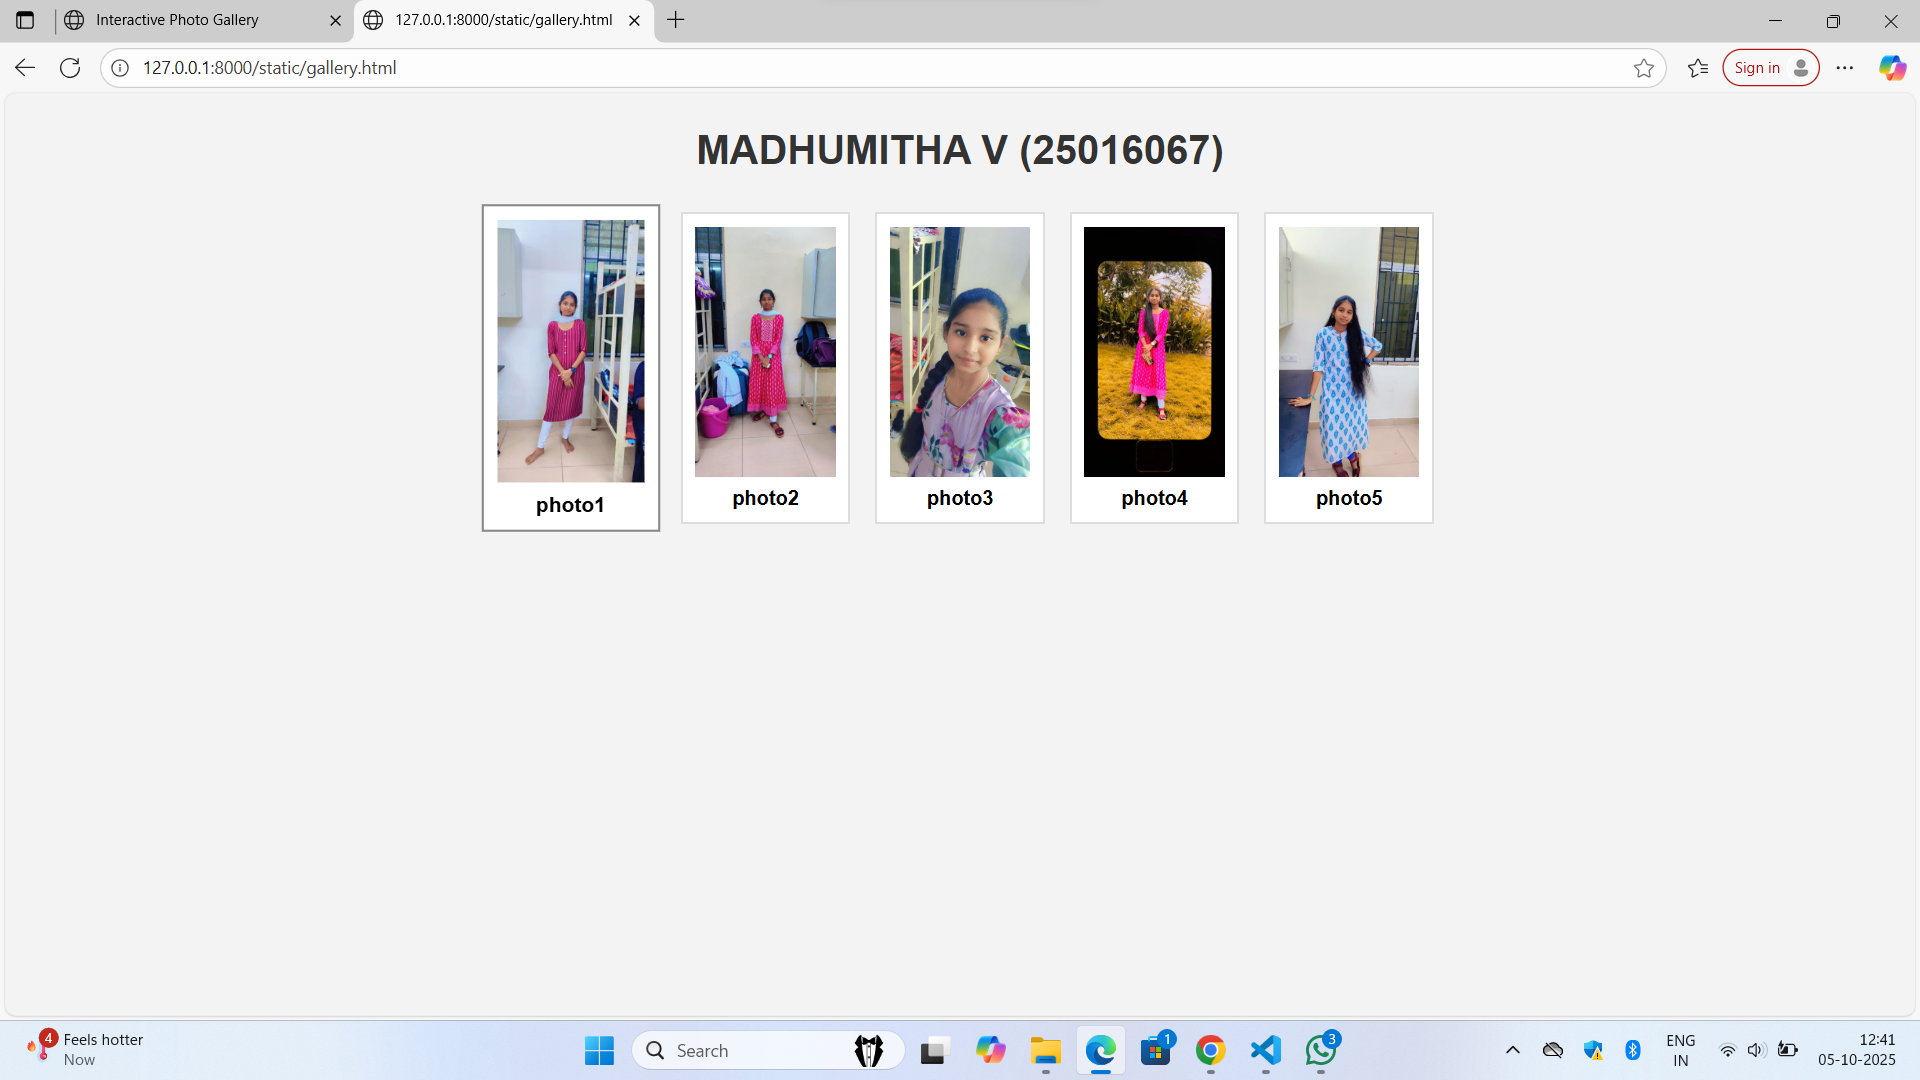 Interactive Photo Gallery
127.0.0.1:8000/static/gallery.html
127.0.0.1:8000/static/gallery.html
Sign in
MADHUMITHA V (25016067)
photo1
photo2
photo3
photo4
photo5
4
Feels hotter
Now
Search
1
3
ENG
IN
12:41
05-10-2025